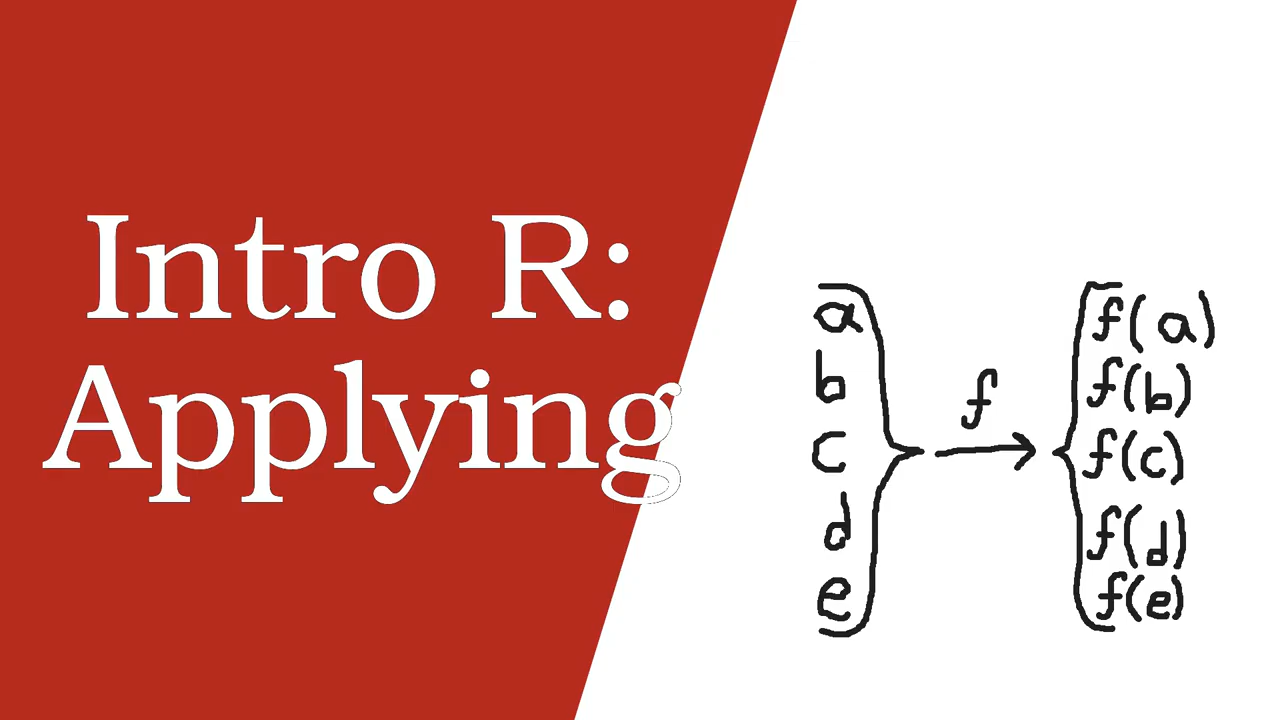 Intro R:
Applying
a
b
c
d
e
f
f(a)
f(b)
f(c)
f(d)
f(e)